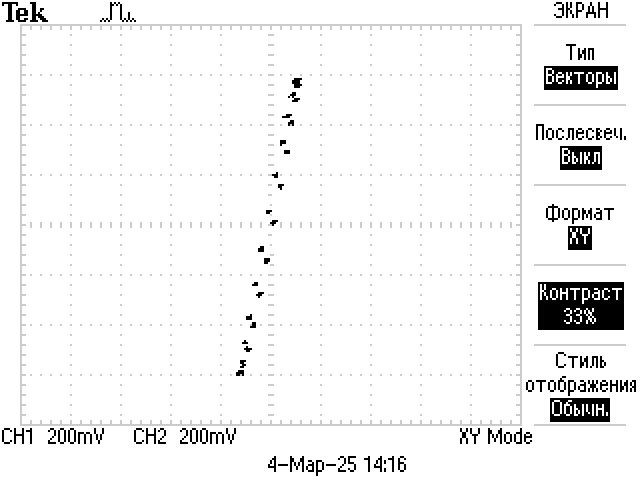 Tek
ЭКРАН
Тип
Векторы
Послесвеч.
Выкл
Формат
XY
Контраст
33%
Стиль
отображения
Обычн.
CH1 200mV CH2 200mV XY Mode
4-Мар-25 14:16